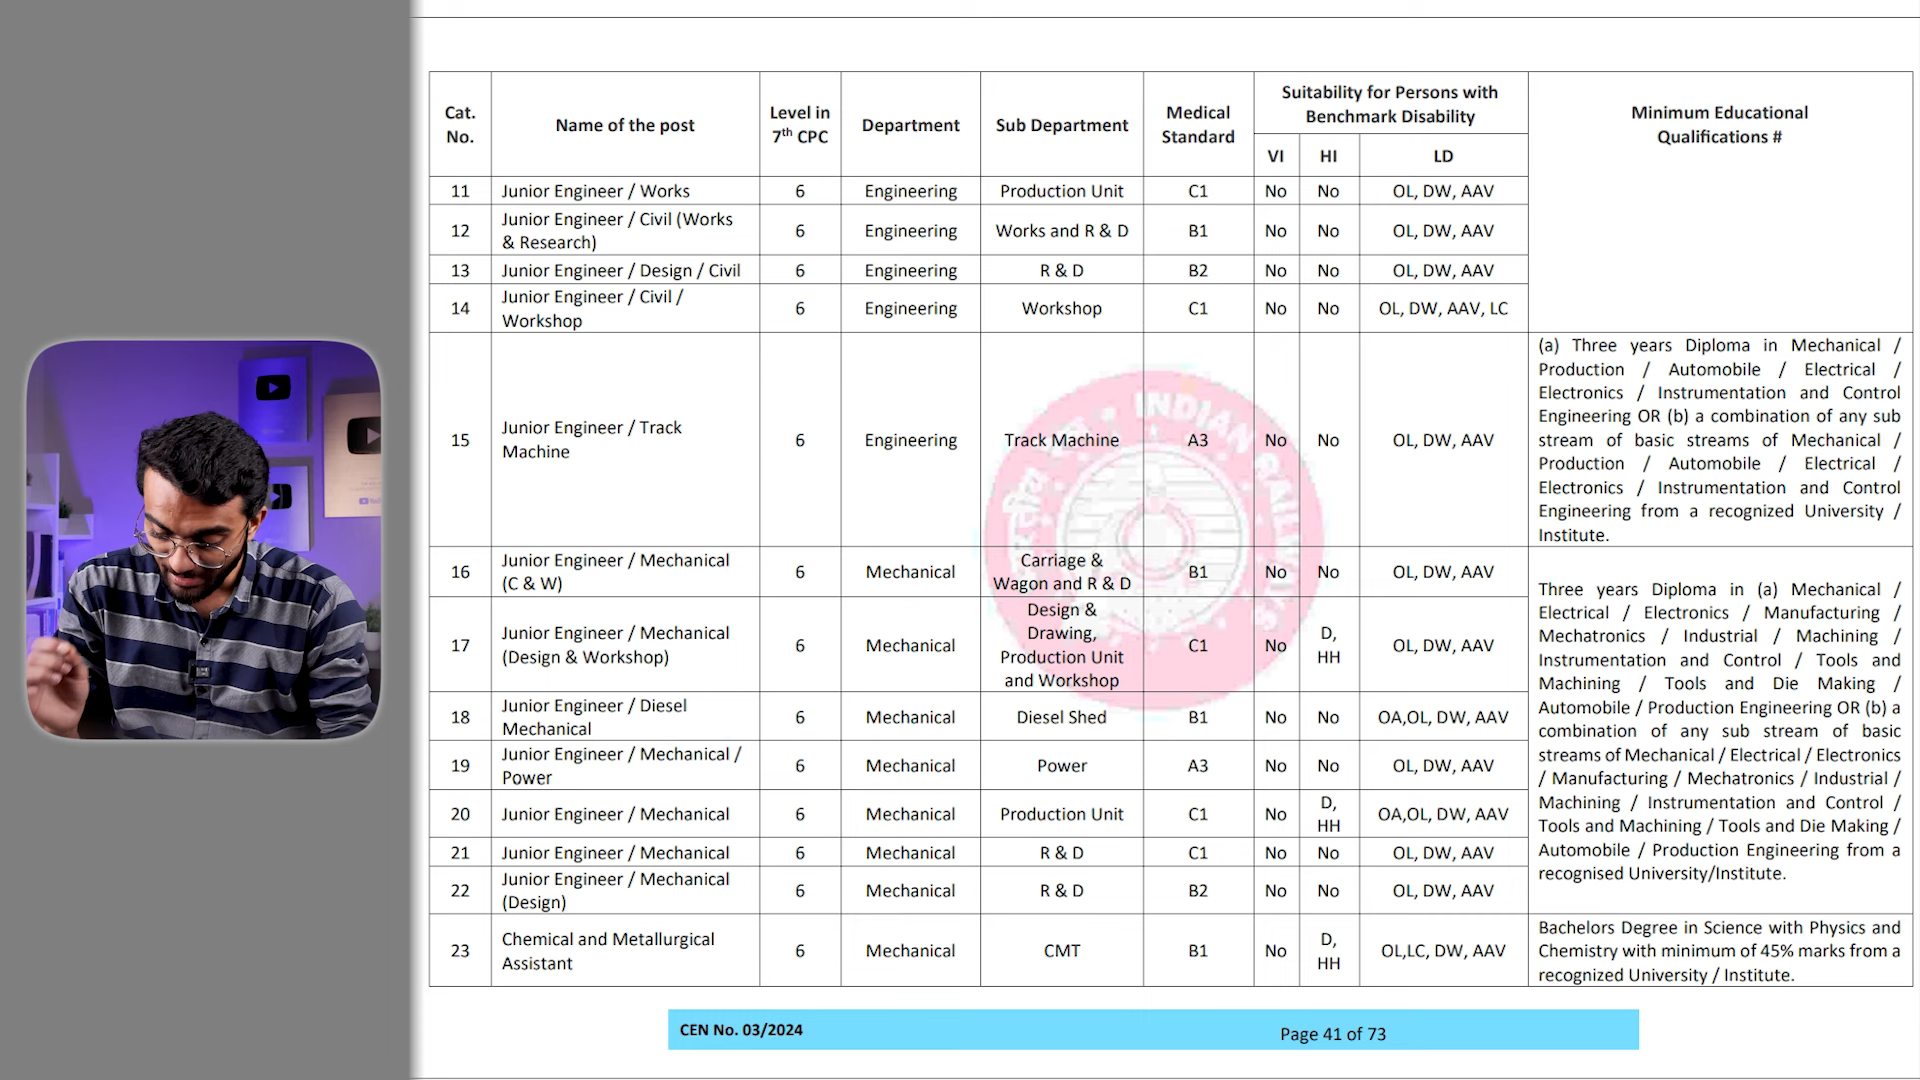 Cat. No.
Name of the post
Level in 7th CPC
Department
Sub Department
Medical Standard
Suitability for Persons with Benchmark Disability
VI HI LD
Minimum Educational Qualifications #
11 Junior Engineer / Works 6 Engineering Production Unit C1 No No OL, DW, AAV
12 Junior Engineer / Civil (Works & Research) 6 Engineering Works and R & D B1 No No OL, DW, AAV
13 Junior Engineer / Design / Civil 6 Engineering R & D B2 No No OL, DW, AAV
14 Junior Engineer / Civil / Workshop 6 Engineering Workshop C1 No No OL, DW, AAV, LC
15 Junior Engineer / Track Machine 6 Engineering Track Machine A3 No No OL, DW, AAV
(a) Three years Diploma in Mechanical /
Production / Automobile / Electrical /
Electronics / Instrumentation and Control
Engineering OR (b) a combination of any sub
stream of basic streams of Mechanical /
Production / Automobile / Electrical /
Electronics / Instrumentation and Control
Engineering from a recognized University /
Institute.
16 Junior Engineer / Mechanical (C & W) 6 Mechanical Carriage & Wagon and R & D B1 No No OL, DW, AAV
17 Junior Engineer / Mechanical (Design & Workshop) 6 Mechanical Design & Drawing, Production Unit and Workshop C1 No D, HH OL, DW, AAV
18 Junior Engineer / Diesel Mechanical 6 Mechanical Diesel Shed B1 No No OA,OL, DW, AAV
19 Junior Engineer / Mechanical / Power 6 Mechanical Power A3 No No OL, DW, AAV
20 Junior Engineer / Mechanical 6 Mechanical Production Unit C1 No D, HH OA,OL, DW, AAV
21 Junior Engineer / Mechanical 6 Mechanical R & D C1 No No OL, DW, AAV
22 Junior Engineer / Mechanical (Design) 6 Mechanical R & D B2 No No OL, DW, AAV
Three years Diploma in (a) Mechanical /
Electrical / Electronics / Manufacturing /
Mechatronics / Industrial / Machining /
Instrumentation and Control / Tools and
Machining / Tools and Die Making /
Automobile / Production Engineering OR (b) a
combination of any sub stream of basic
streams of Mechanical / Electrical / Electronics
/ Manufacturing / Mechatronics / Industrial /
Machining / Instrumentation and Control /
Tools and Machining / Tools and Die Making /
Automobile / Production Engineering from a
recognised University/Institute.
23 Chemical and Metallurgical Assistant 6 Mechanical CMT B1 No D, HH OL,LC, DW, AAV
Bachelors Degree in Science with Physics and
Chemistry with minimum of 45% marks from a
recognized University / Institute.
INDIAN RAILWAYS
भारतीय रेल
CEN No. 03/2024
Page 41 of 73